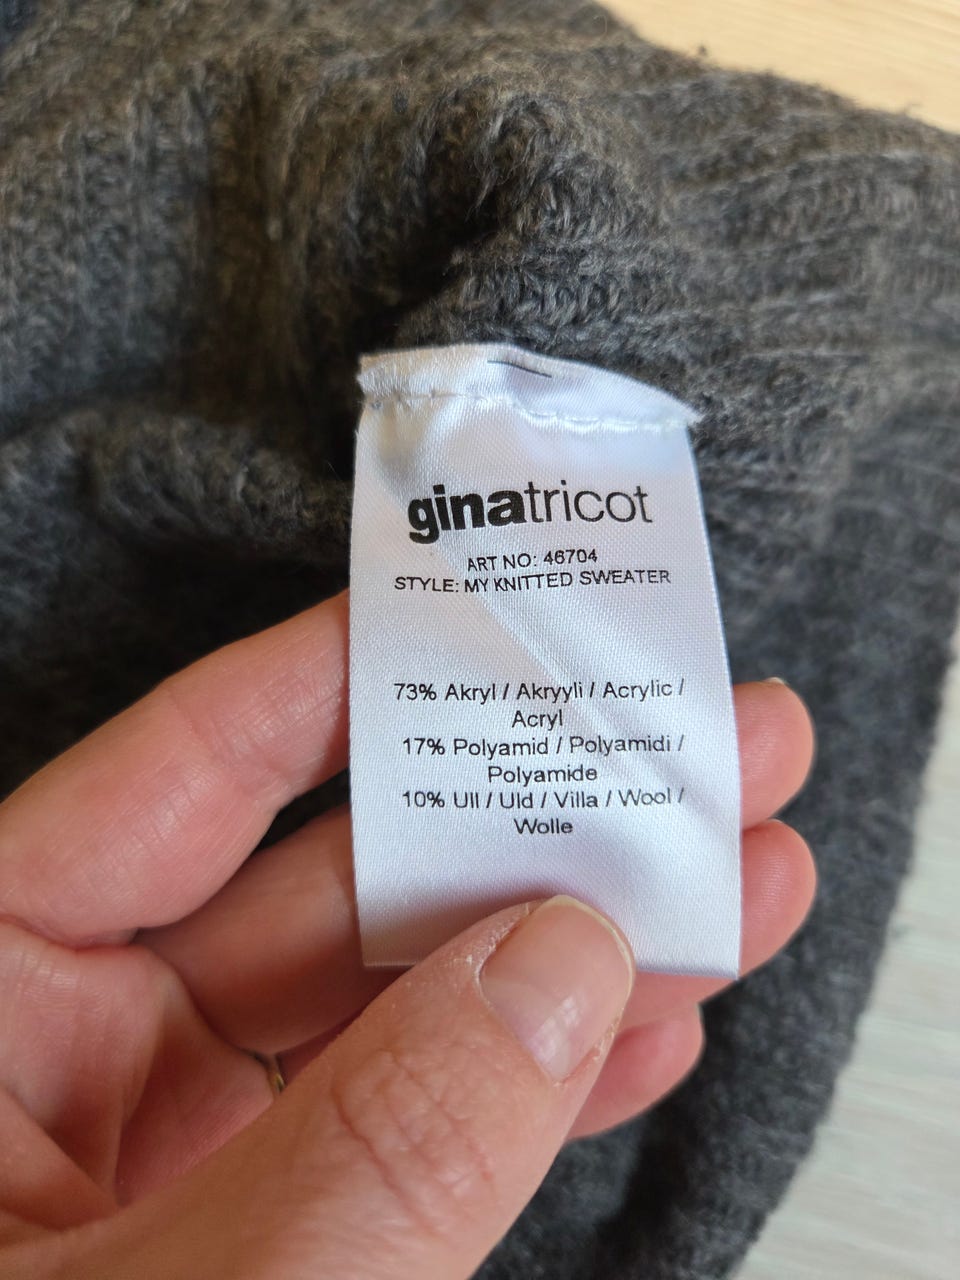 ginatricot
ART NO: 46704
STYLE: MY KNITTED SWEATER
73% Akryl / Akryyli / Acrylic /
Acryl
17% Polyamid / Polyamidi /
Polyamide
10% Ull / Uld / Villa / Wool /
Wolle